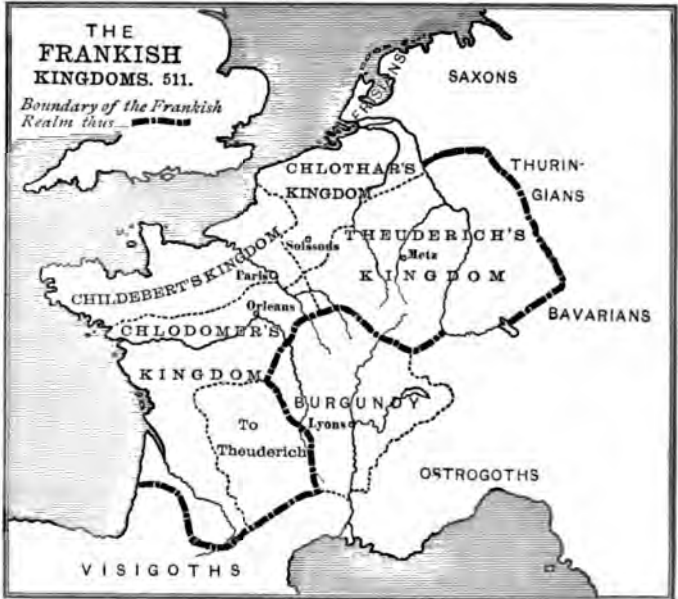 THE
FRANKISH
KINGDOMS. 511.
Boundary of the Frankish
Realm thus
FRISIANS
SAXONS
THURIN-
GIANS
CHLOTHAR'S
KINGDOM
THEUDERICH'S
KINGDOM
Soissons
Metz
CHILDEBERT'S KINGDOM
Paris
Orleans
BAVARIANS
CHLODOMER'S
KINGDOM
BURGUNDY
Lyons
To
Theuderich
OSTROGOTHS
VISIGOTHS